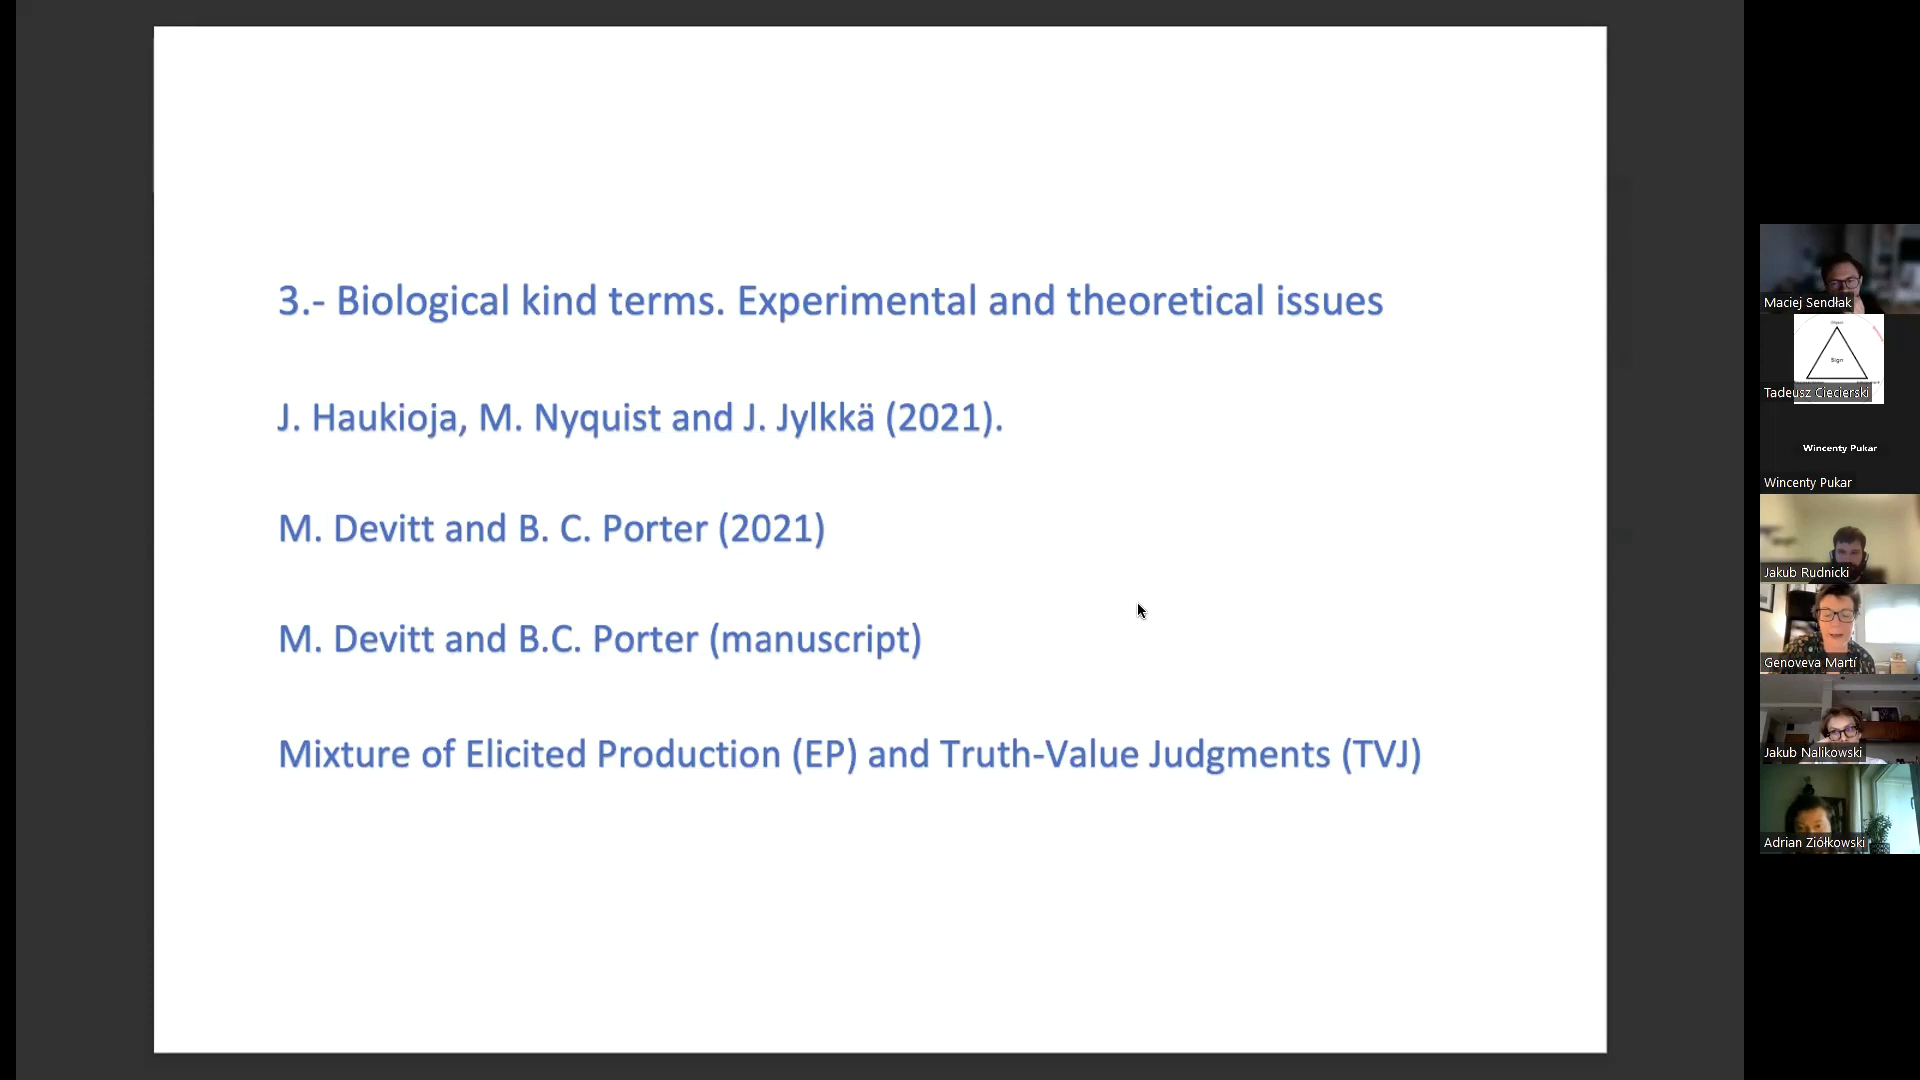 3.- Biological kind terms. Experimental and theoretical issues
J. Haukioja, M. Nyquist and J. Jylkkä (2021).
M. Devitt and B. C. Porter (2021)
M. Devitt and B.C. Porter (manuscript)
Mixture of Elicited Production (EP) and Truth-Value Judgments (TVJ)
Maciej Sendłak
Sign
Tadeusz Ciecierski
Wincenty Pukar
Wincenty Pukar
Jakub Rudnicki
Genoveva Martí
Jakub Nalikowski
Adrian Ziółkowski